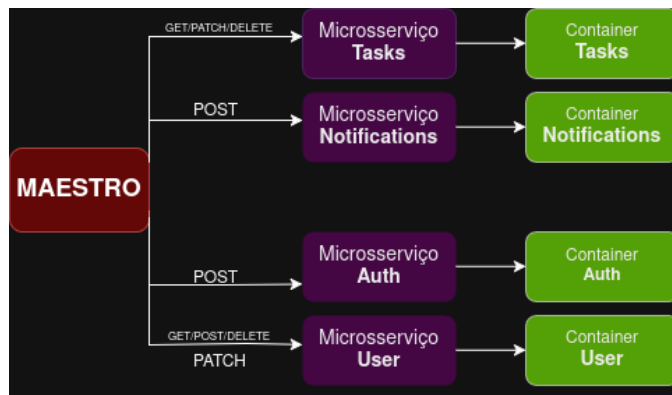 GET/PATCH/DELETE
Microsserviço
Tasks
Container
Tasks
POST
Microsserviço
Notifications
Container
Notifications
MAESTRO
POST
Microsserviço
Auth
Container
Auth
GET/POST/DELETE
PATCH
Microsserviço
User
Container
User